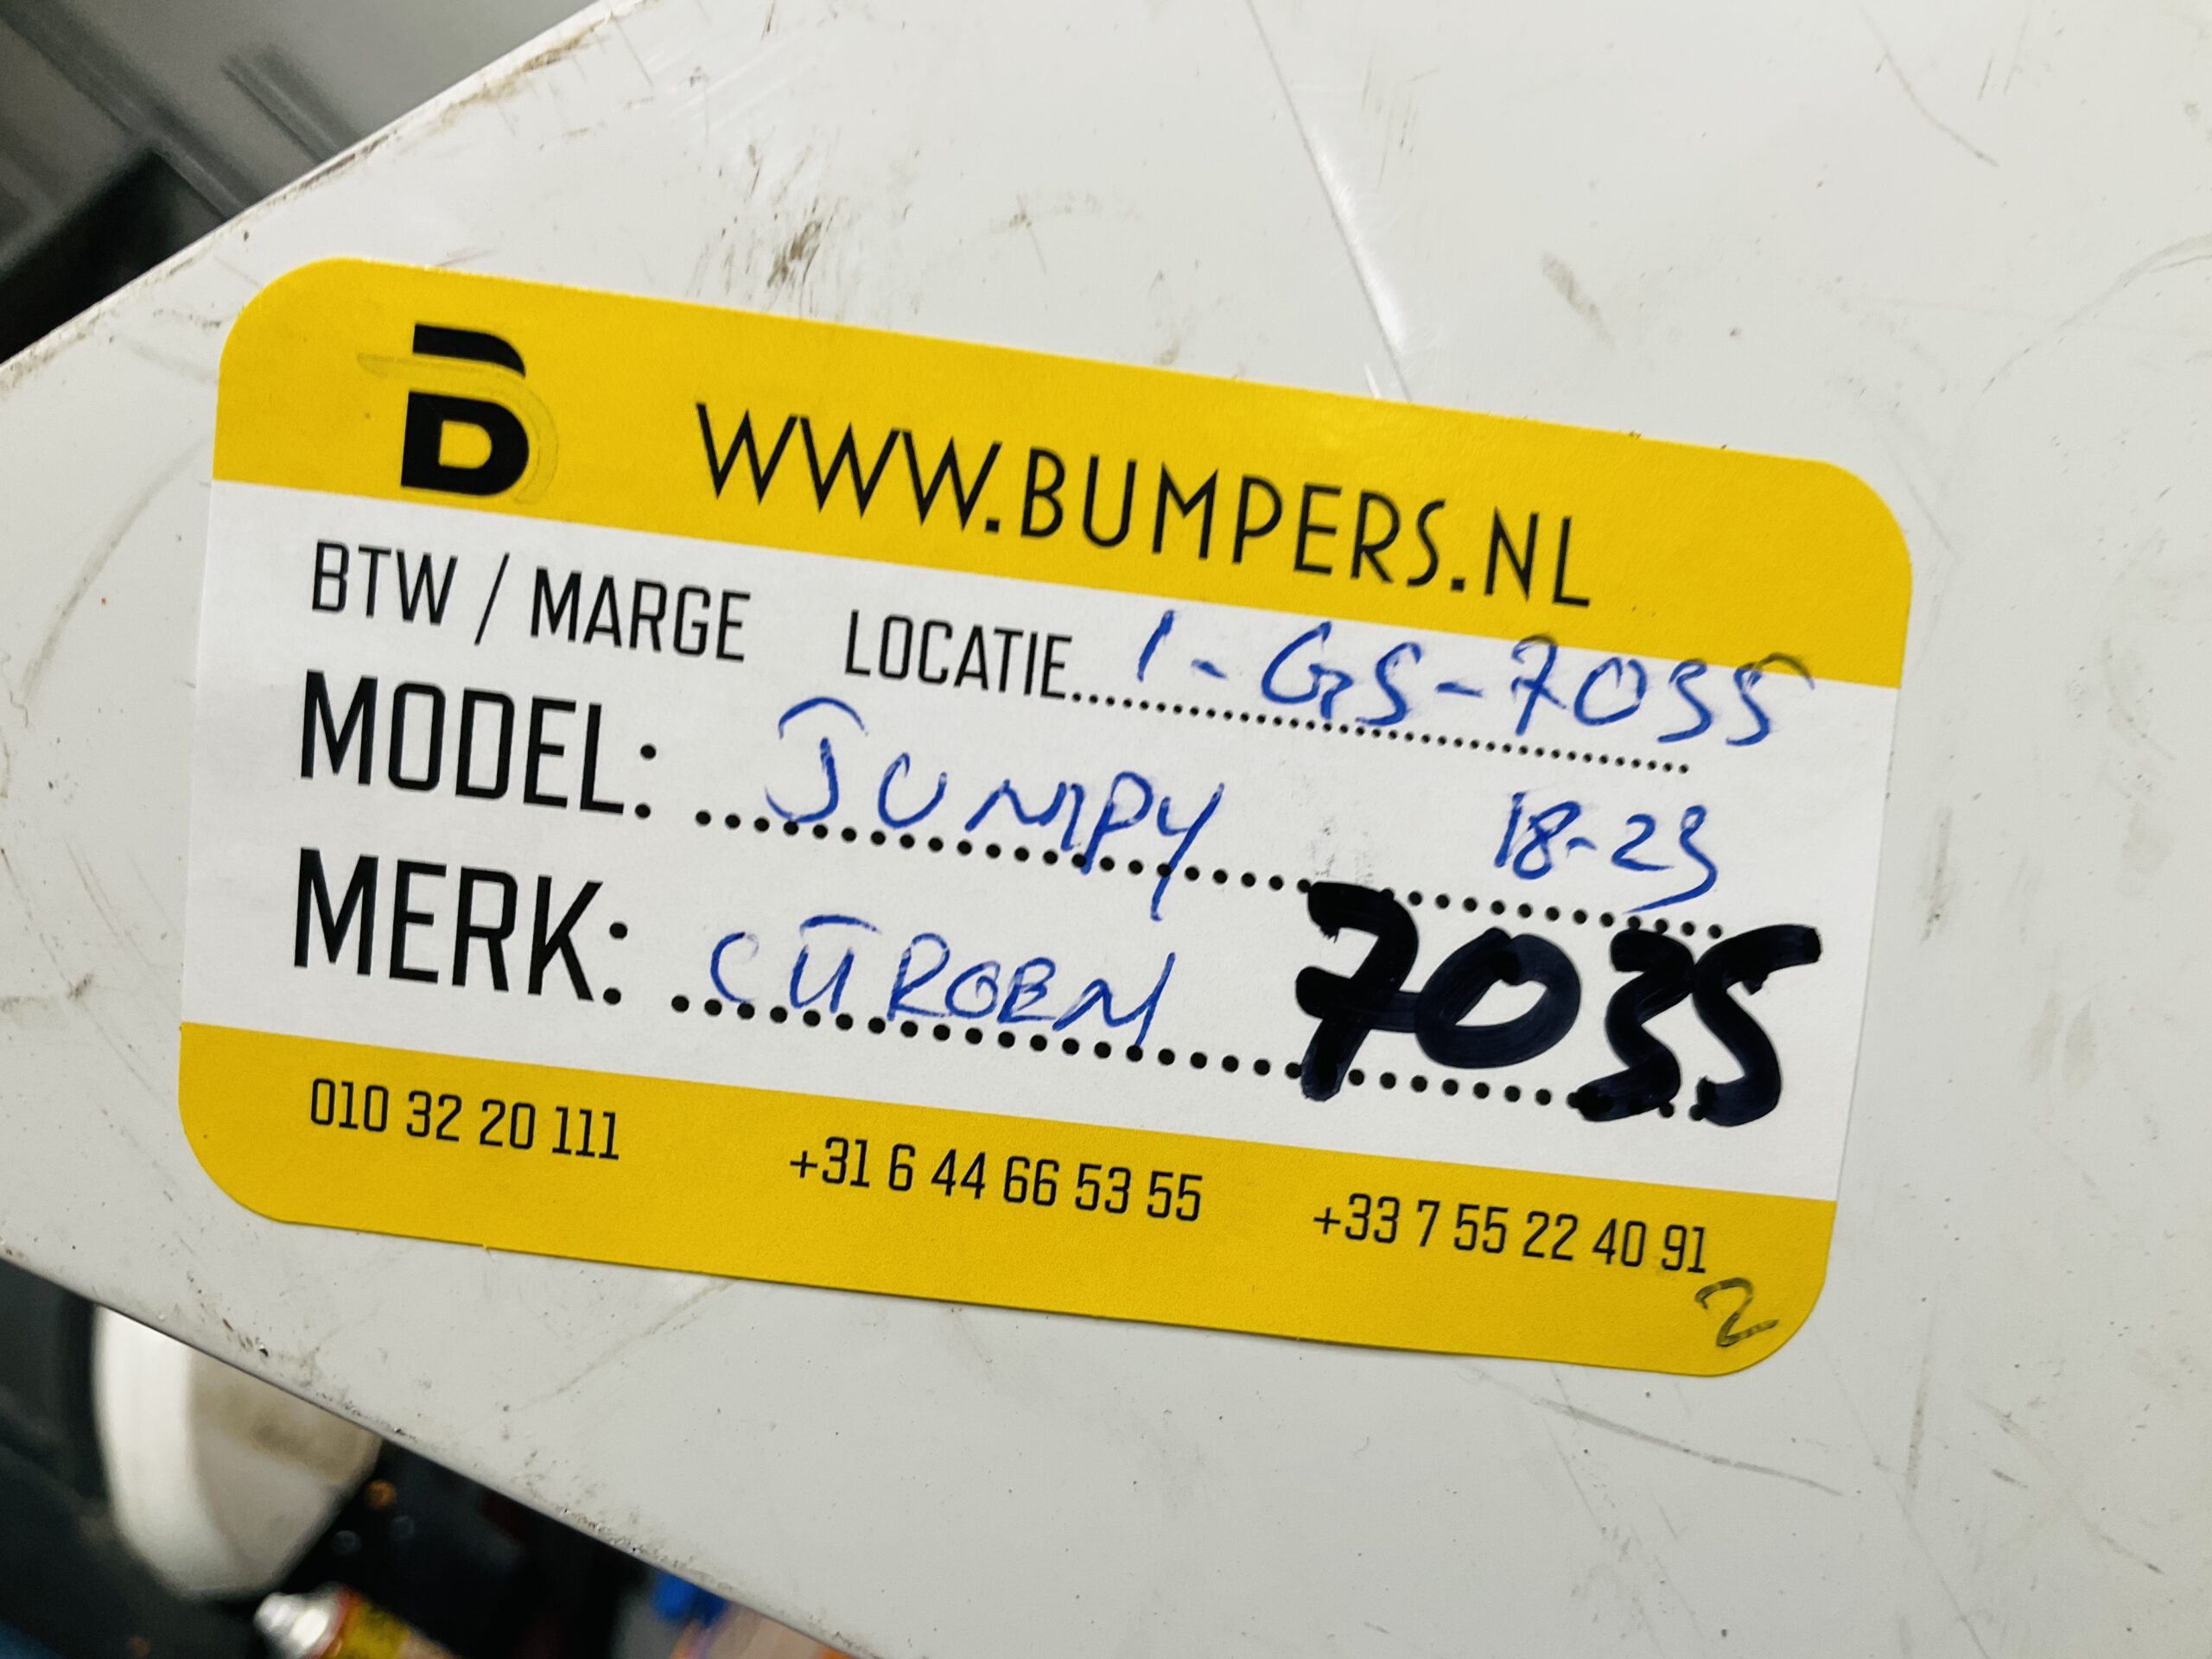 B WWW.BUMPERS.NL
BTW / MARGE LOCATIE 1-GS-7035
MODEL: JUMPY 18-23
MERK: CITROEN 7035
010 32 20 111 +31 6 44 66 53 55 +33 7 55 22 40 91
2